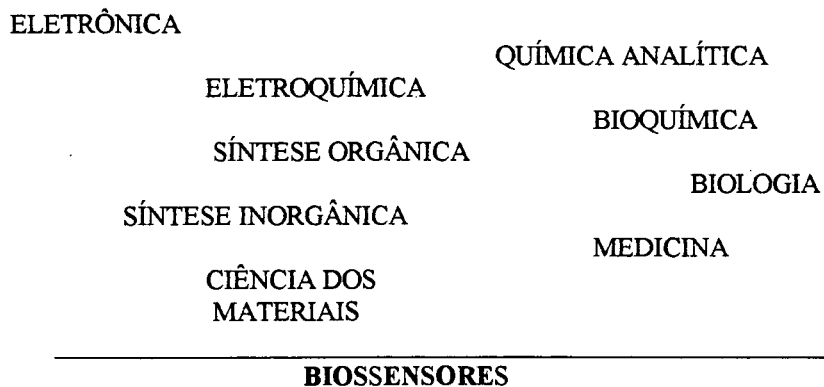 ELETRÔNICA
QUÍMICA ANALÍTICA
ELETROQUÍMICA
BIOQUÍMICA
SÍNTESE ORGÂNICA
BIOLOGIA
SÍNTESE INORGÂNICA
MEDICINA
CIÊNCIA DOS
MATERIAIS
BIOSSENSORES